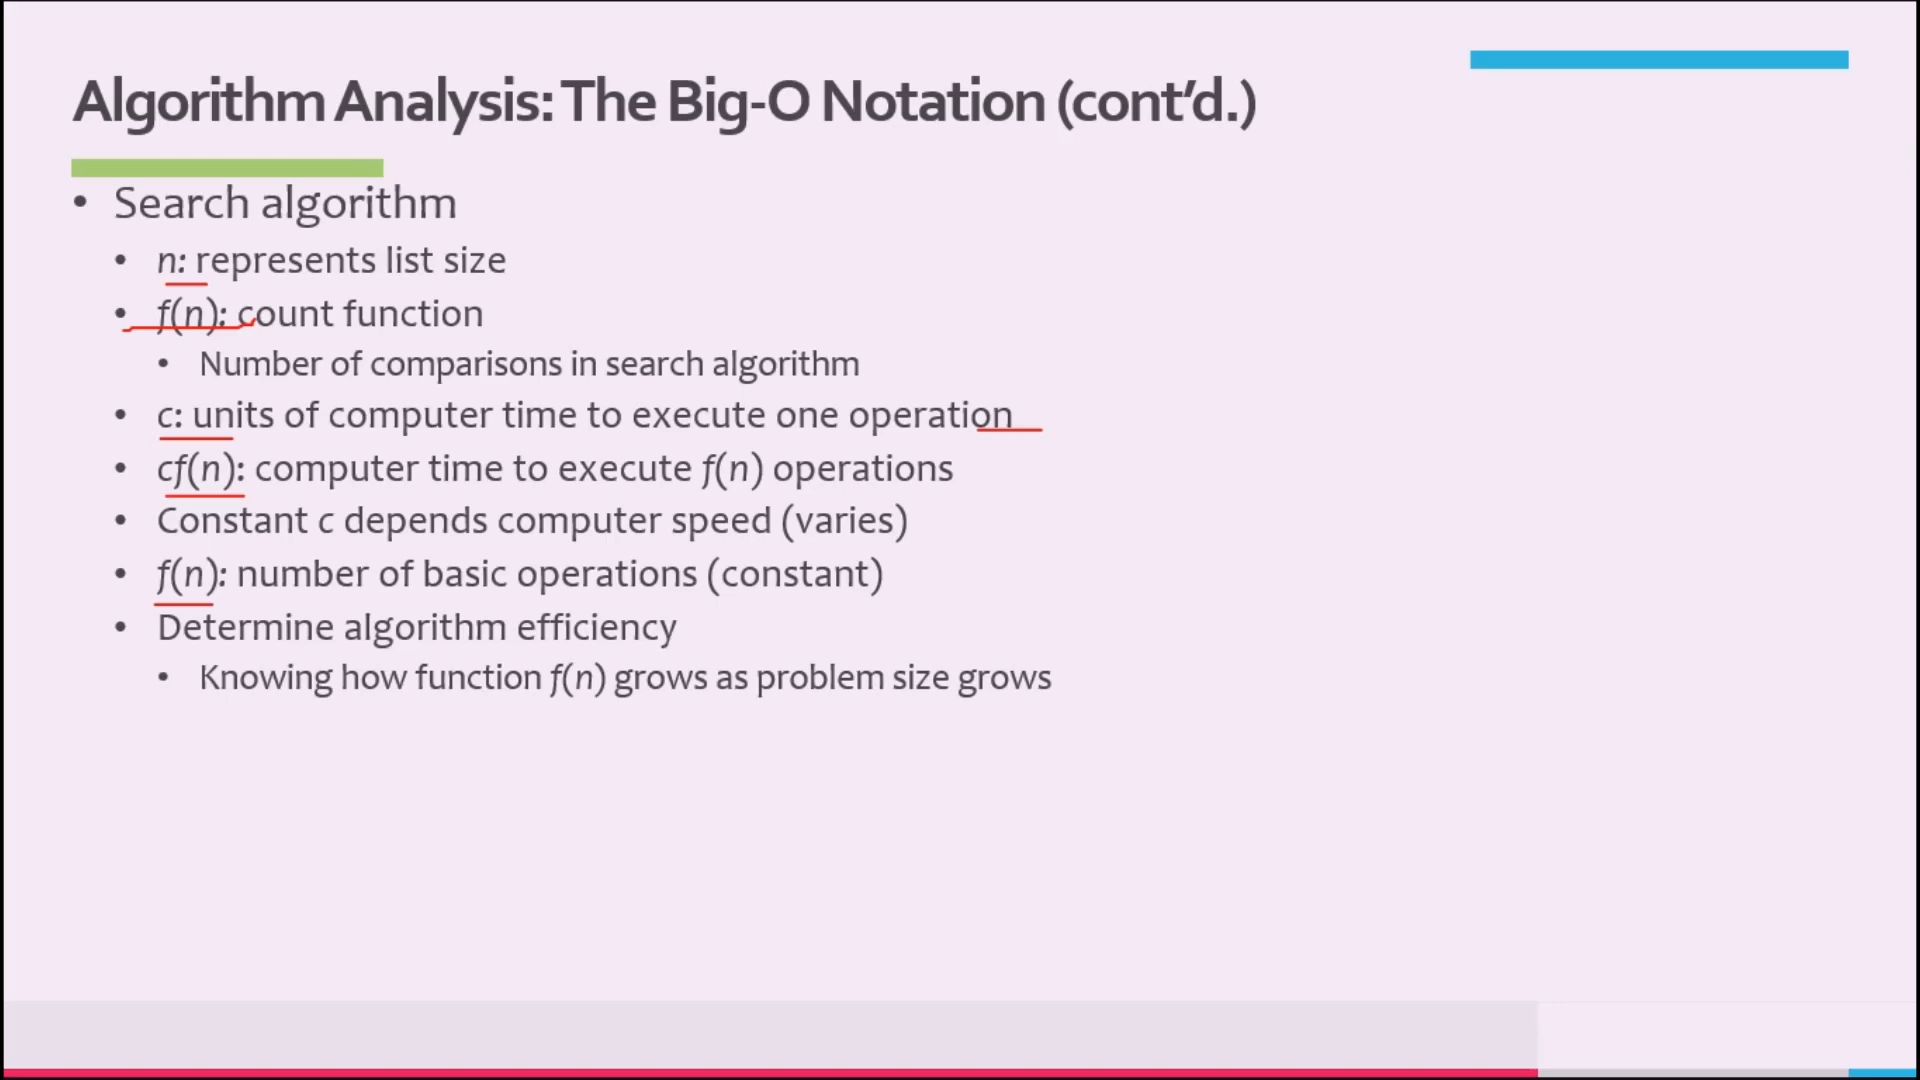 Algorithm Analysis: The Big-O Notation (cont’d.)
• Search algorithm
• n: represents list size
• f(n): count function
• Number of comparisons in search algorithm
• c: units of computer time to execute one operation
• cf(n): computer time to execute f(n) operations
• Constant c depends computer speed (varies)
• f(n): number of basic operations (constant)
• Determine algorithm efficiency
• Knowing how function f(n) grows as problem size grows